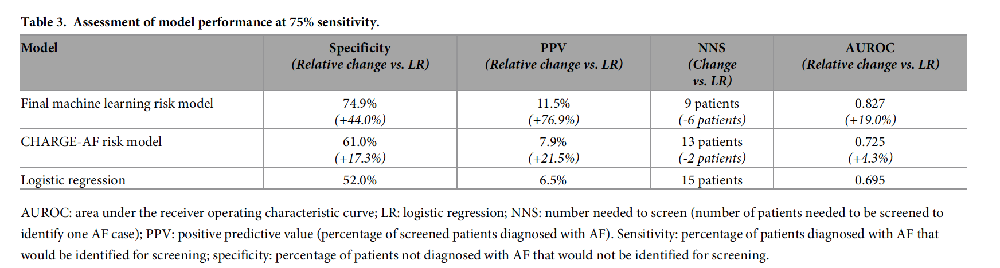 Table 3. Assessment of model performance at 75% sensitivity.
Model Specificity PPV NNS AUROC
(Relative change vs. LR) (Relative change vs. LR) (Change (Relative change vs. LR)
vs. LR)
Final machine learning risk model 74.9% 11.5% 9 patients 0.827
(+44.0%) (+76.9%) (-6 patients) (+19.0%)
CHARGE-AF risk model 61.0% 7.9% 13 patients 0.725
(+17.3%) (+21.5%) (-2 patients) (+4.3%)
Logistic regression 52.0% 6.5% 15 patients 0.695
AUROC: area under the receiver operating characteristic curve; LR: logistic regression; NNS: number needed to screen (number of patients needed to be screened to
identify one AF case); PPV: positive predictive value (percentage of screened patients diagnosed with AF). Sensitivity: percentage of patients diagnosed with AF that
would be identified for screening; specificity: percentage of patients not diagnosed with AF that would not be identified for screening.